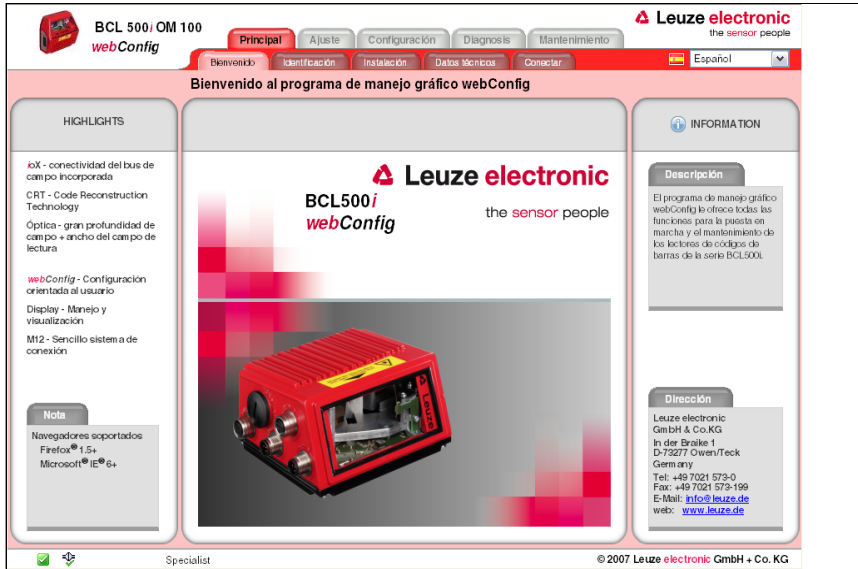 BCL 500i OM 100
webConfig
Principal
Ajuste
Configuración
Diagnosis
Mantenimiento
Leuze electronic
the sensor people
Bienvenido
Identificación
Instalación
Datos técnicos
Conectar
Español
Bienvenido al programa de manejo gráfico webConfig
HIGHLIGHTS
ioX - conectividad del bus de
campo incorporada
CRT - Code Reconstruction
Technology
Óptica - gran profundidad de
campo + ancho del campo de
lectura
webConfig - Configuración
orientada al usuario
Display - Manejo y
visualización
M12 - Sencillo sistema de
conexión
Nota
Navegadores soportados
Firefox® 1.5+
Microsoft® IE® 6+
Leuze electronic
the sensor people
BCL500i
webConfig
Leuze
INFORMATION
Descripción
El programa de manejo gráfico
webConfig le ofrece todas las
funciones para la puesta en
marcha y el mantenimiento de
los lectores de códigos de
barras de la serie BCL500i.
Dirección
Leuze electronic
GmbH & Co.KG
In der Braike 1
D-73277 Owen/Teck
Germany
Tel: +49 7021 573-0
Fax: +49 7021 573-199
E-Mail: info@leuze.de
web: www.leuze.de
Specialist
© 2007 Leuze electronic GmbH + Co. KG